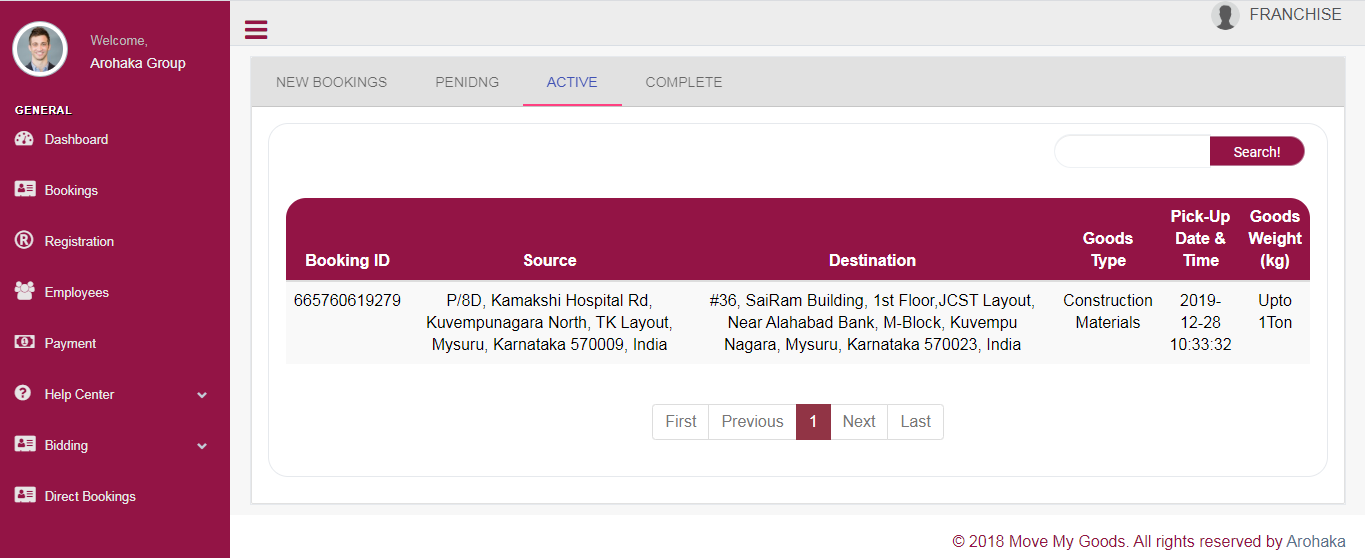 Welcome,
Arohaka Group
GENERAL
Dashboard
Bookings
Registration
Employees
Payment
Help Center
Bidding
Direct Bookings
FRANCHISE
NEW BOOKINGS PENIDNG ACTIVE COMPLETE
Search!
Booking ID Source Destination Goods Type Pick-Up Date & Time Goods Weight (kg)
665760619279
P/8D, Kamakshi Hospital Rd,
Kuvempunagara North, TK Layout,
Mysuru, Karnataka 570009, India
#36, SaiRam Building, 1st Floor,JCST Layout,
Near Alahabad Bank, M-Block, Kuvempu
Nagara, Mysuru, Karnataka 570023, India
Construction
Materials
2019-
12-28
10:33:32
Upto
1Ton
First Previous 1 Next Last
© 2018 Move My Goods. All rights reserved by Arohaka